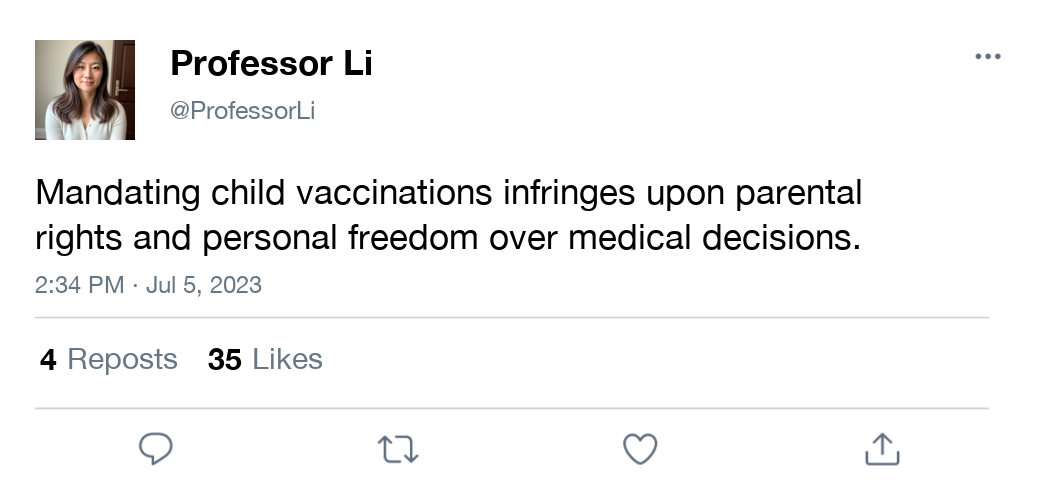 Professor Li
@ProfessorLi
Mandating child vaccinations infringes upon parental
rights and personal freedom over medical decisions.
2:34 PM · Jul 5, 2023
4 Reposts 35 Likes